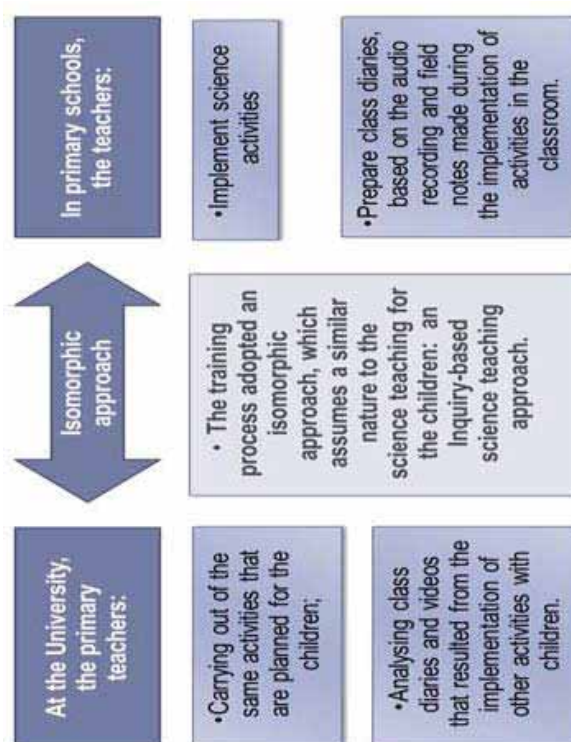 At the University,
the primary
teachers:
•Carrying out of the
same activities that
are planned for the
children;
•Analysing class
diaries and videos
that resulted from the
implementation of
other activities with
children.
Isomorphic
approach
• The training
process adopted an
isomorphic
approach, which
assumes a similar
nature to the
science teaching for
the children: an
Inquiry-based
science teaching
approach.
In primary schools,
the teachers:
•Implement science
activities
•Prepare class diaries,
based on the audio
recording and field
notes made during
the implementation of
activities in the
classroom.